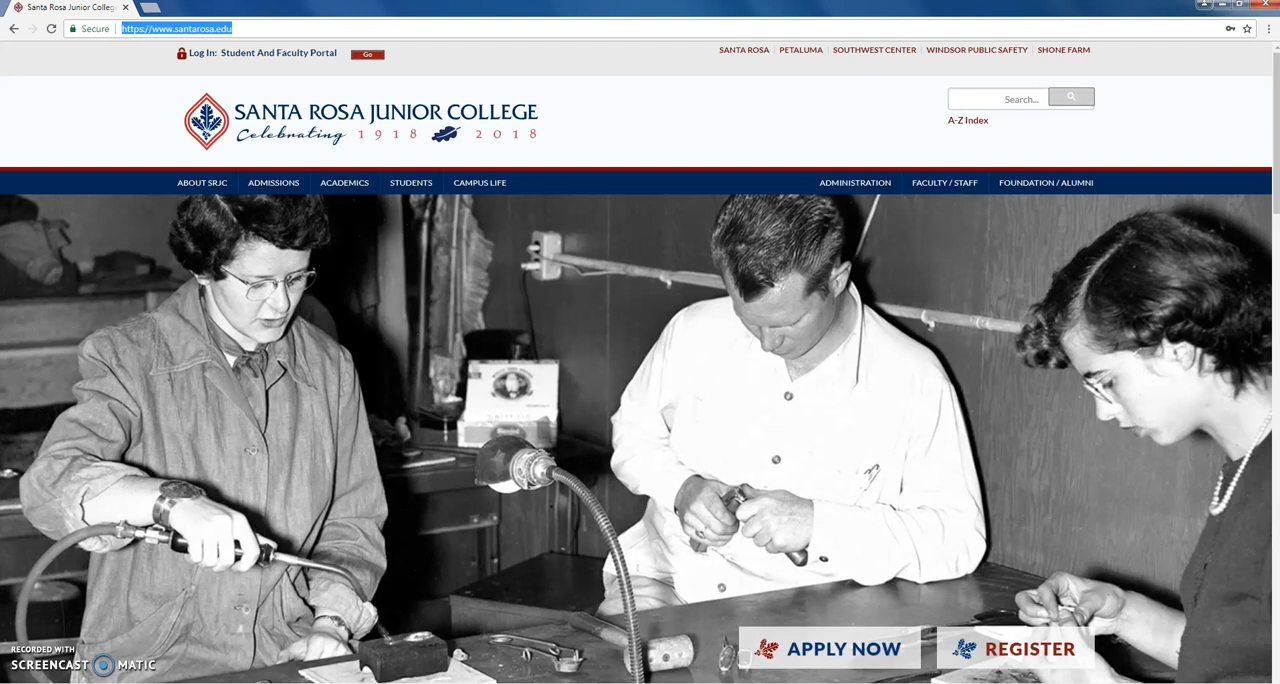 Santa Rosa Junior Colleg
Secure https://www.santarosa.edu
Log In: Student And Faculty Portal Go
SANTA ROSA PETALUMA SOUTHWEST CENTER WINDSOR PUBLIC SAFETY SHONE FARM
SANTA ROSA JUNIOR COLLEGE
Celebrating 1918 2018
Search...
A-Z Index
ABOUT SRJC ADMISSIONS ACADEMICS STUDENTS CAMPUS LIFE ADMINISTRATION FACULTY / STAFF FOUNDATION / ALUMNI
APPLY NOW REGISTER
RECORDED WITH
SCREENCAST MATIC